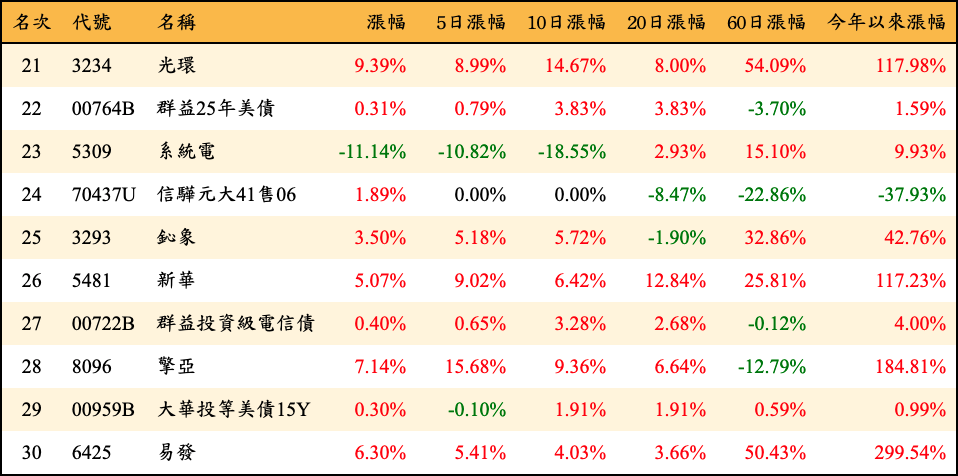 名次 代號 名稱 漲幅 5日漲幅 10日漲幅 20日漲幅 60日漲幅 今年以來漲幅
21 3234 光環 9.39% 8.99% 14.67% 8.00% 54.09% 117.98%
22 00764B 群益25年美債 0.31% 0.79% 3.83% 3.83% -3.70% 1.59%
23 5309 系統電 -11.14% -10.82% -18.55% 2.93% 15.10% 9.93%
24 70437U 信驊元大41售06 1.89% 0.00% 0.00% -8.47% -22.86% -37.93%
25 3293 鈊象 3.50% 5.18% 5.72% -1.90% 32.86% 42.76%
26 5481 新華 5.07% 9.02% 6.42% 12.84% 25.81% 117.23%
27 00722B 群益投資級電信債 0.40% 0.65% 3.28% 2.68% -0.12% 4.00%
28 8096 擎亞 7.14% 15.68% 9.36% 6.64% -12.79% 184.81%
29 00959B 大華投等美債15Y 0.30% -0.10% 1.91% 1.91% 0.59% 0.99%
30 6425 易發 6.30% 5.41% 4.03% 3.66% 50.43% 299.54%